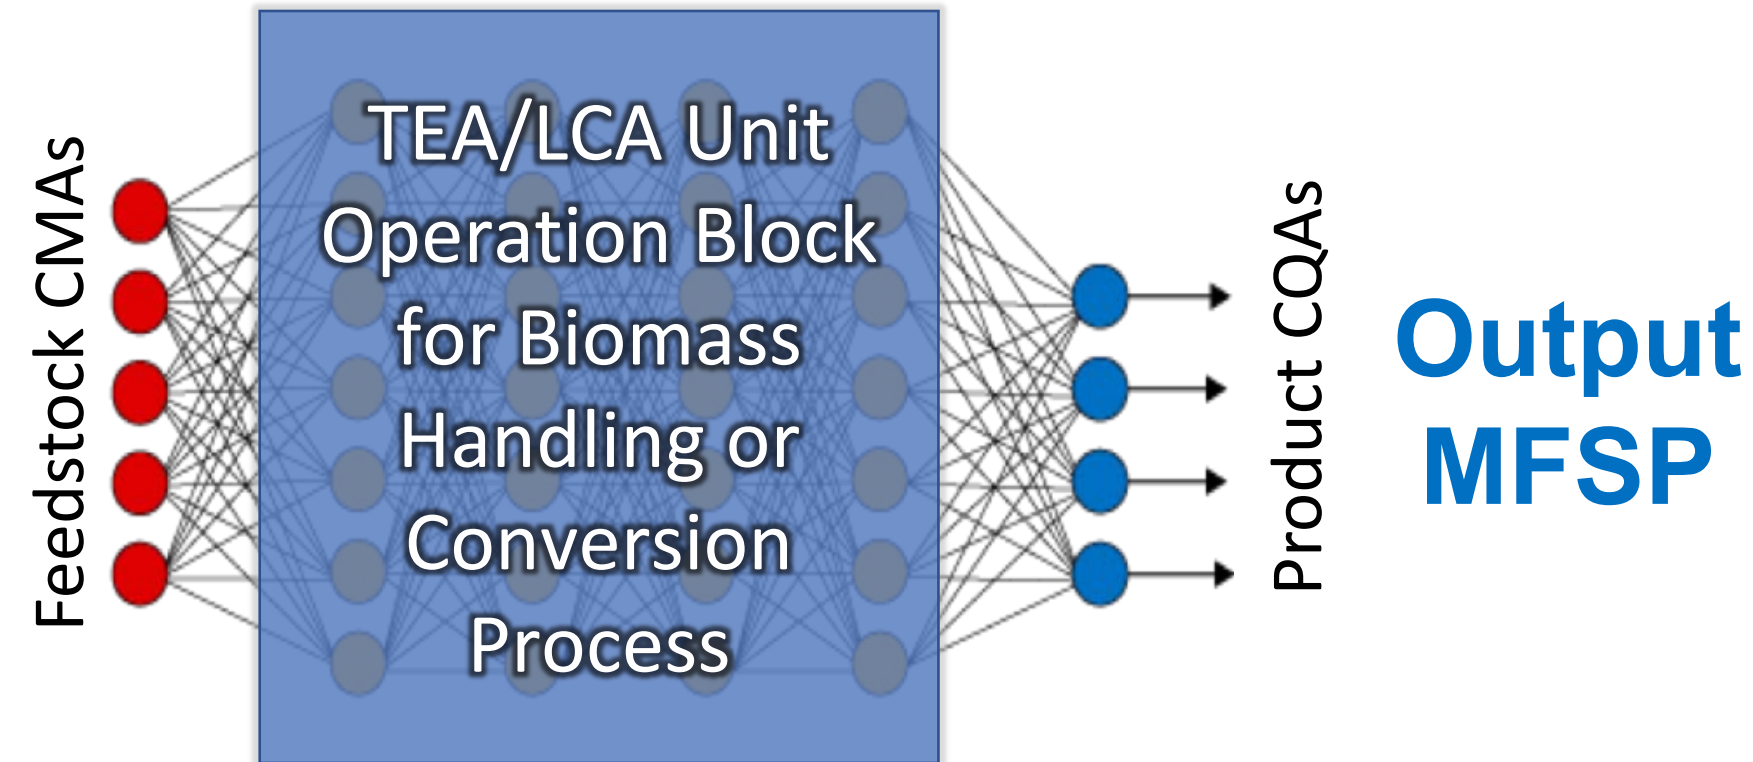 Feedstock CMAs
TEA/LCA Unit
Operation Block
for Biomass
Handling or
Conversion
Process
Product CQAs
Output
MFSP